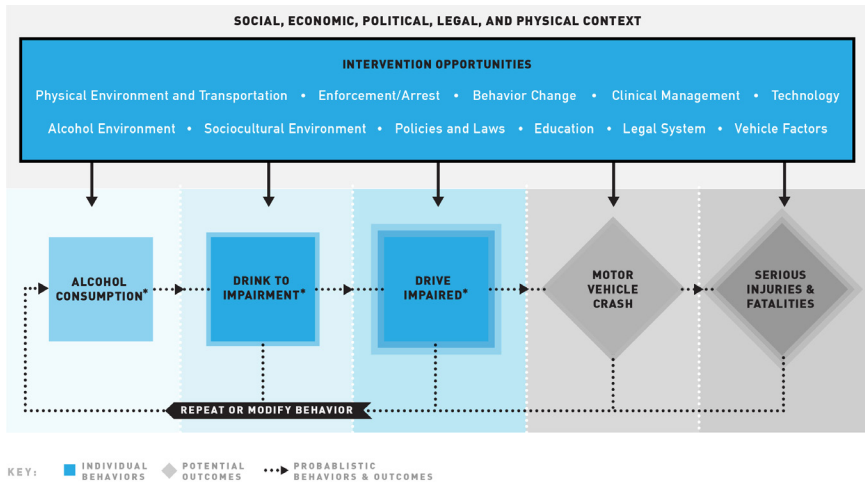 SOCIAL, ECONOMIC, POLITICAL, LEGAL, AND PHYSICAL CONTEXT
INTERVENTION OPPORTUNITIES
Physical Environment and Transportation • Enforcement/Arrest • Behavior Change • Clinical Management • Technology
Alcohol Environment • Sociocultural Environment • Policies and Laws • Education • Legal System • Vehicle Factors
ALCOHOL
CONSUMPTION*
DRINK TO
IMPAIRMENT*
DRIVE
IMPAIRED*
MOTOR
VEHICLE
CRASH
SERIOUS
INJURIES &
FATALITIES
REPEAT OR MODIFY BEHAVIOR
KEY:
INDIVIDUAL
BEHAVIORS
POTENTIAL
OUTCOMES
PROBABLISTIC
BEHAVIORS & OUTCOMES